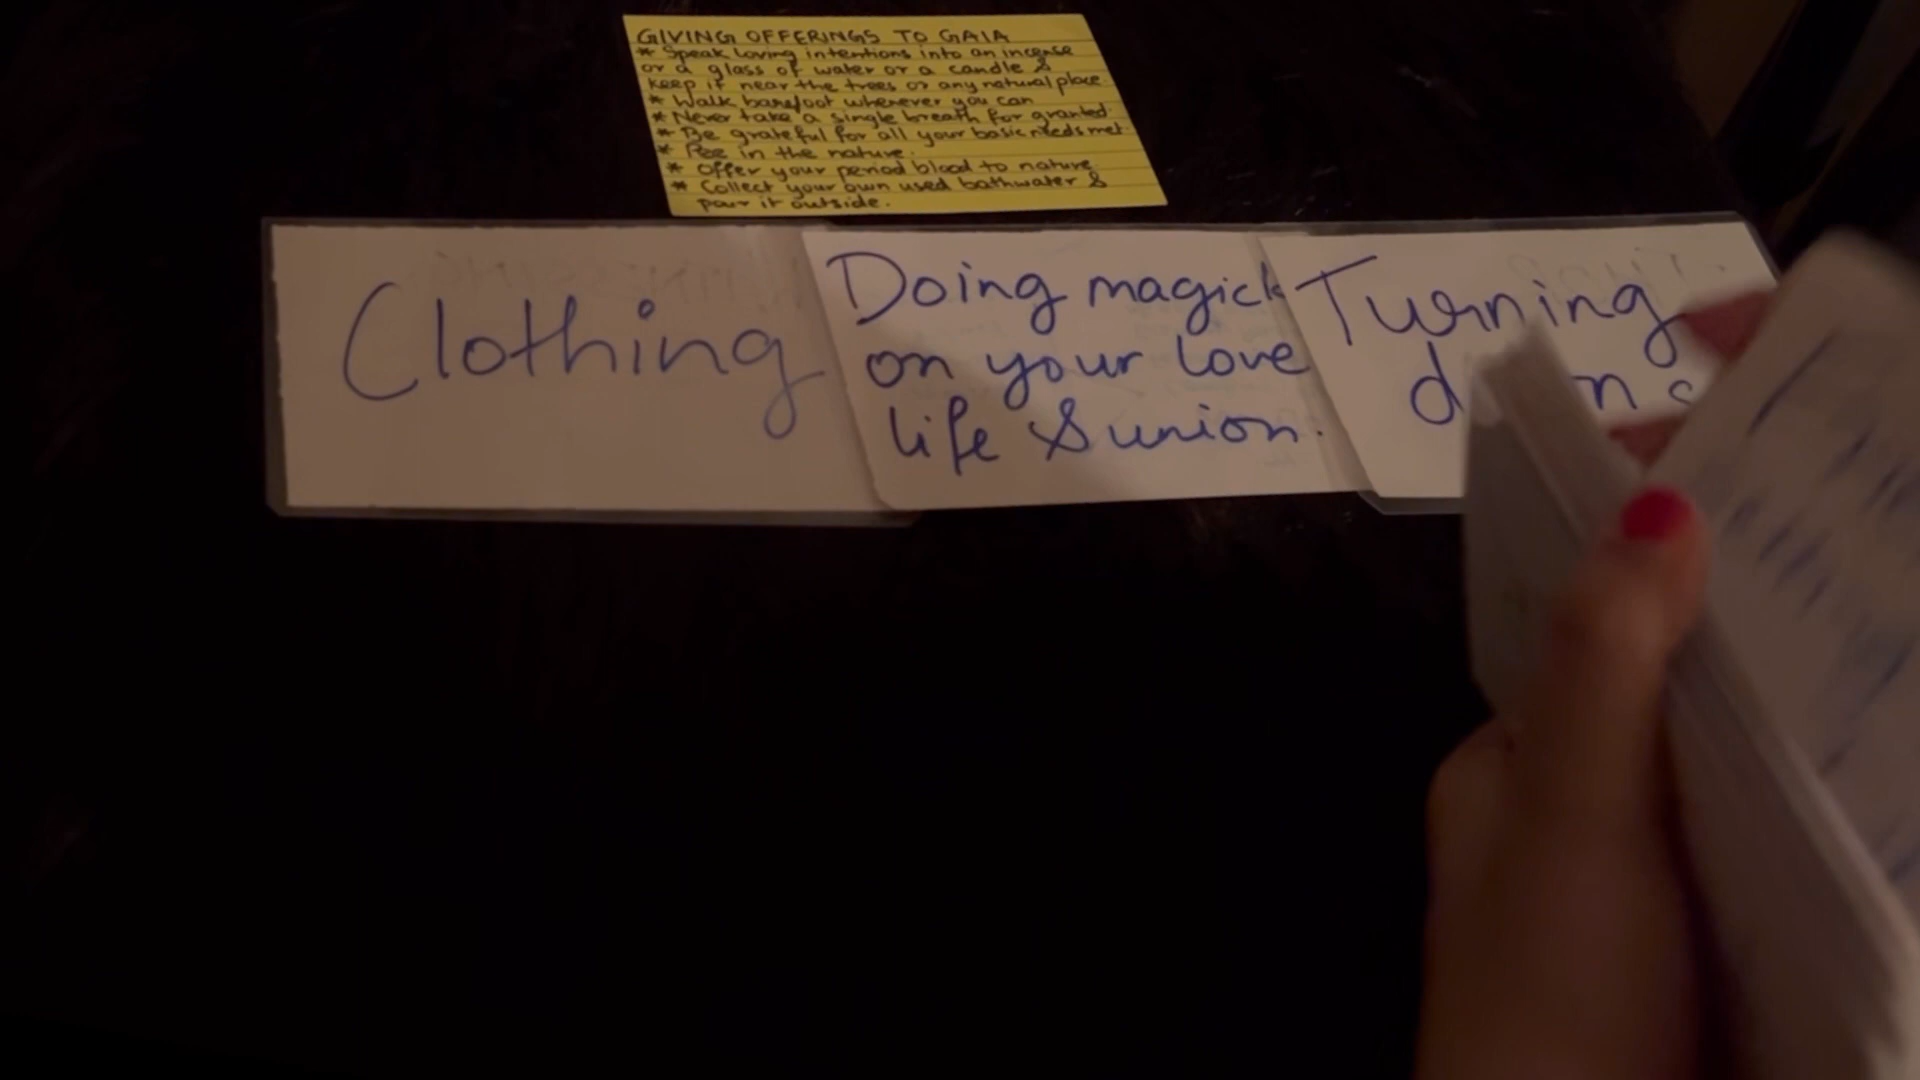 GIVING OFFERINGS TO GAIA
* Speak loving intentions into an incense
or a glass of water or a candle &
keep it near the trees or any natural place
* Walk barefoot wherever you can
* Never take a single breath for granted.
* Be grateful for all your basic needs met.
* Pee in the nature.
* Offer your period blood to nature.
* Collect your own used bathwater &
pour it outside.
Clothing
Doing magick
on your love
life & union.
Turning